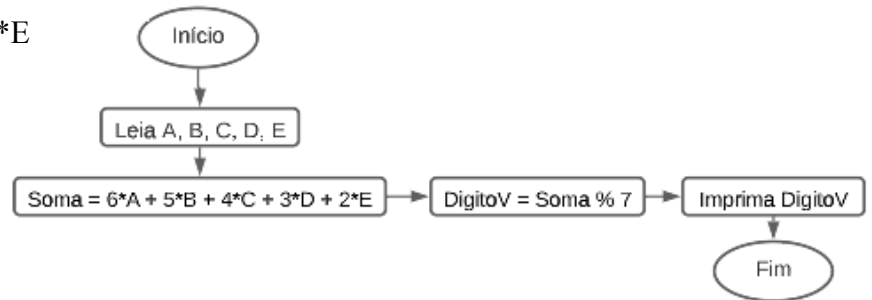 *E
Início
Leia A, B, C, D, E
Soma = 6*A + 5*B + 4*C + 3*D + 2*E
DigitoV = Soma % 7
Imprima DigitoV
Fim